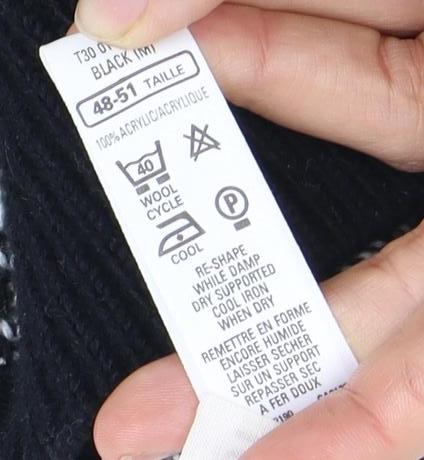 T30
BLACK (M)
48-51 TAILLE
100% ACRYLIC/ACRYLIQUE
40
WOOL
CYCLE
P
COOL
RE-SHAPE
WHILE DAMP
DRY SUPPORTED
COOL IRON
WHEN DRY
REMETTRE EN FORME
ENCORE HUMIDE
LAISSER SECHER
SUR UN SUPPORT
REPASSER SEC
A FER DOUX